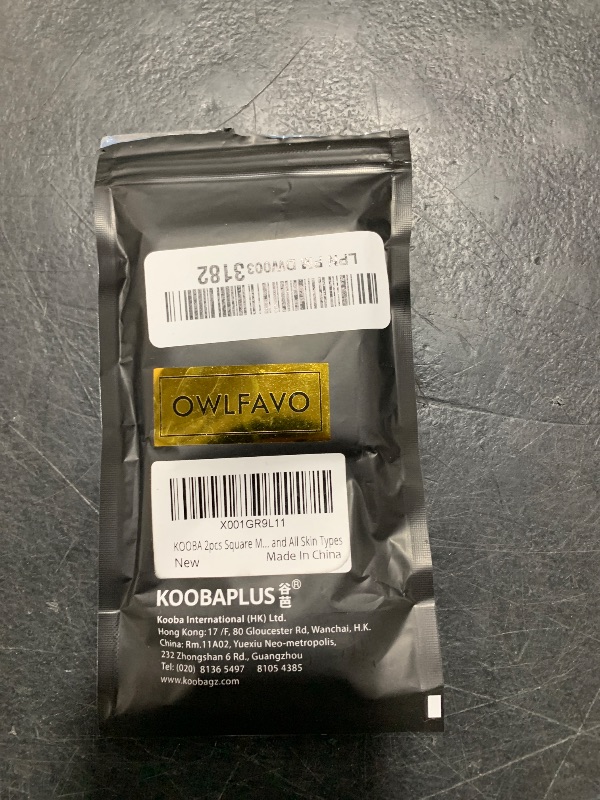 DW0033182
OWLFAVO
X001GR9L11
KOOBA 2pcs Square M... and All Skin Types
New Made In China
KOOBAPLUS 谷芭®
Kooba International (HK) Ltd.
Hong Kong: 17 /F, 80 Gloucester Rd, Wanchai, H.K.
China: Rm.11A02, Yuexiu Neo-metropolis,
232 Zhongshan 6 Rd., Guangzhou
Tel: (020) 8136 5497 8105 4385
www.koobagz.com